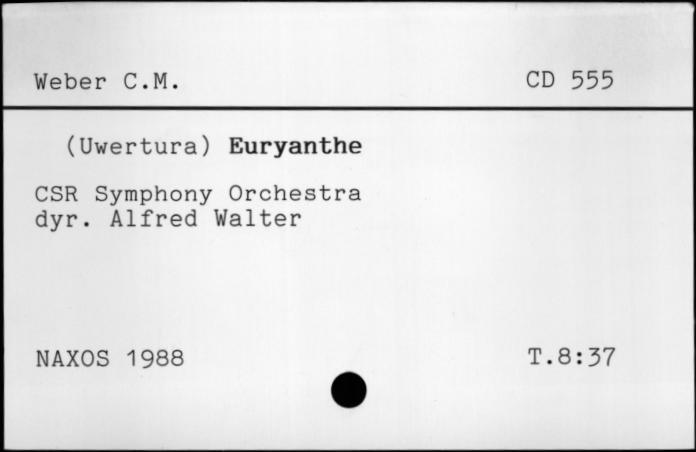 Weber C.M. CD 555
(Uwertura) Euryanthe
CSR Symphony Orchestra
dyr. Alfred Walter
NAXOS 1988 T.8:37